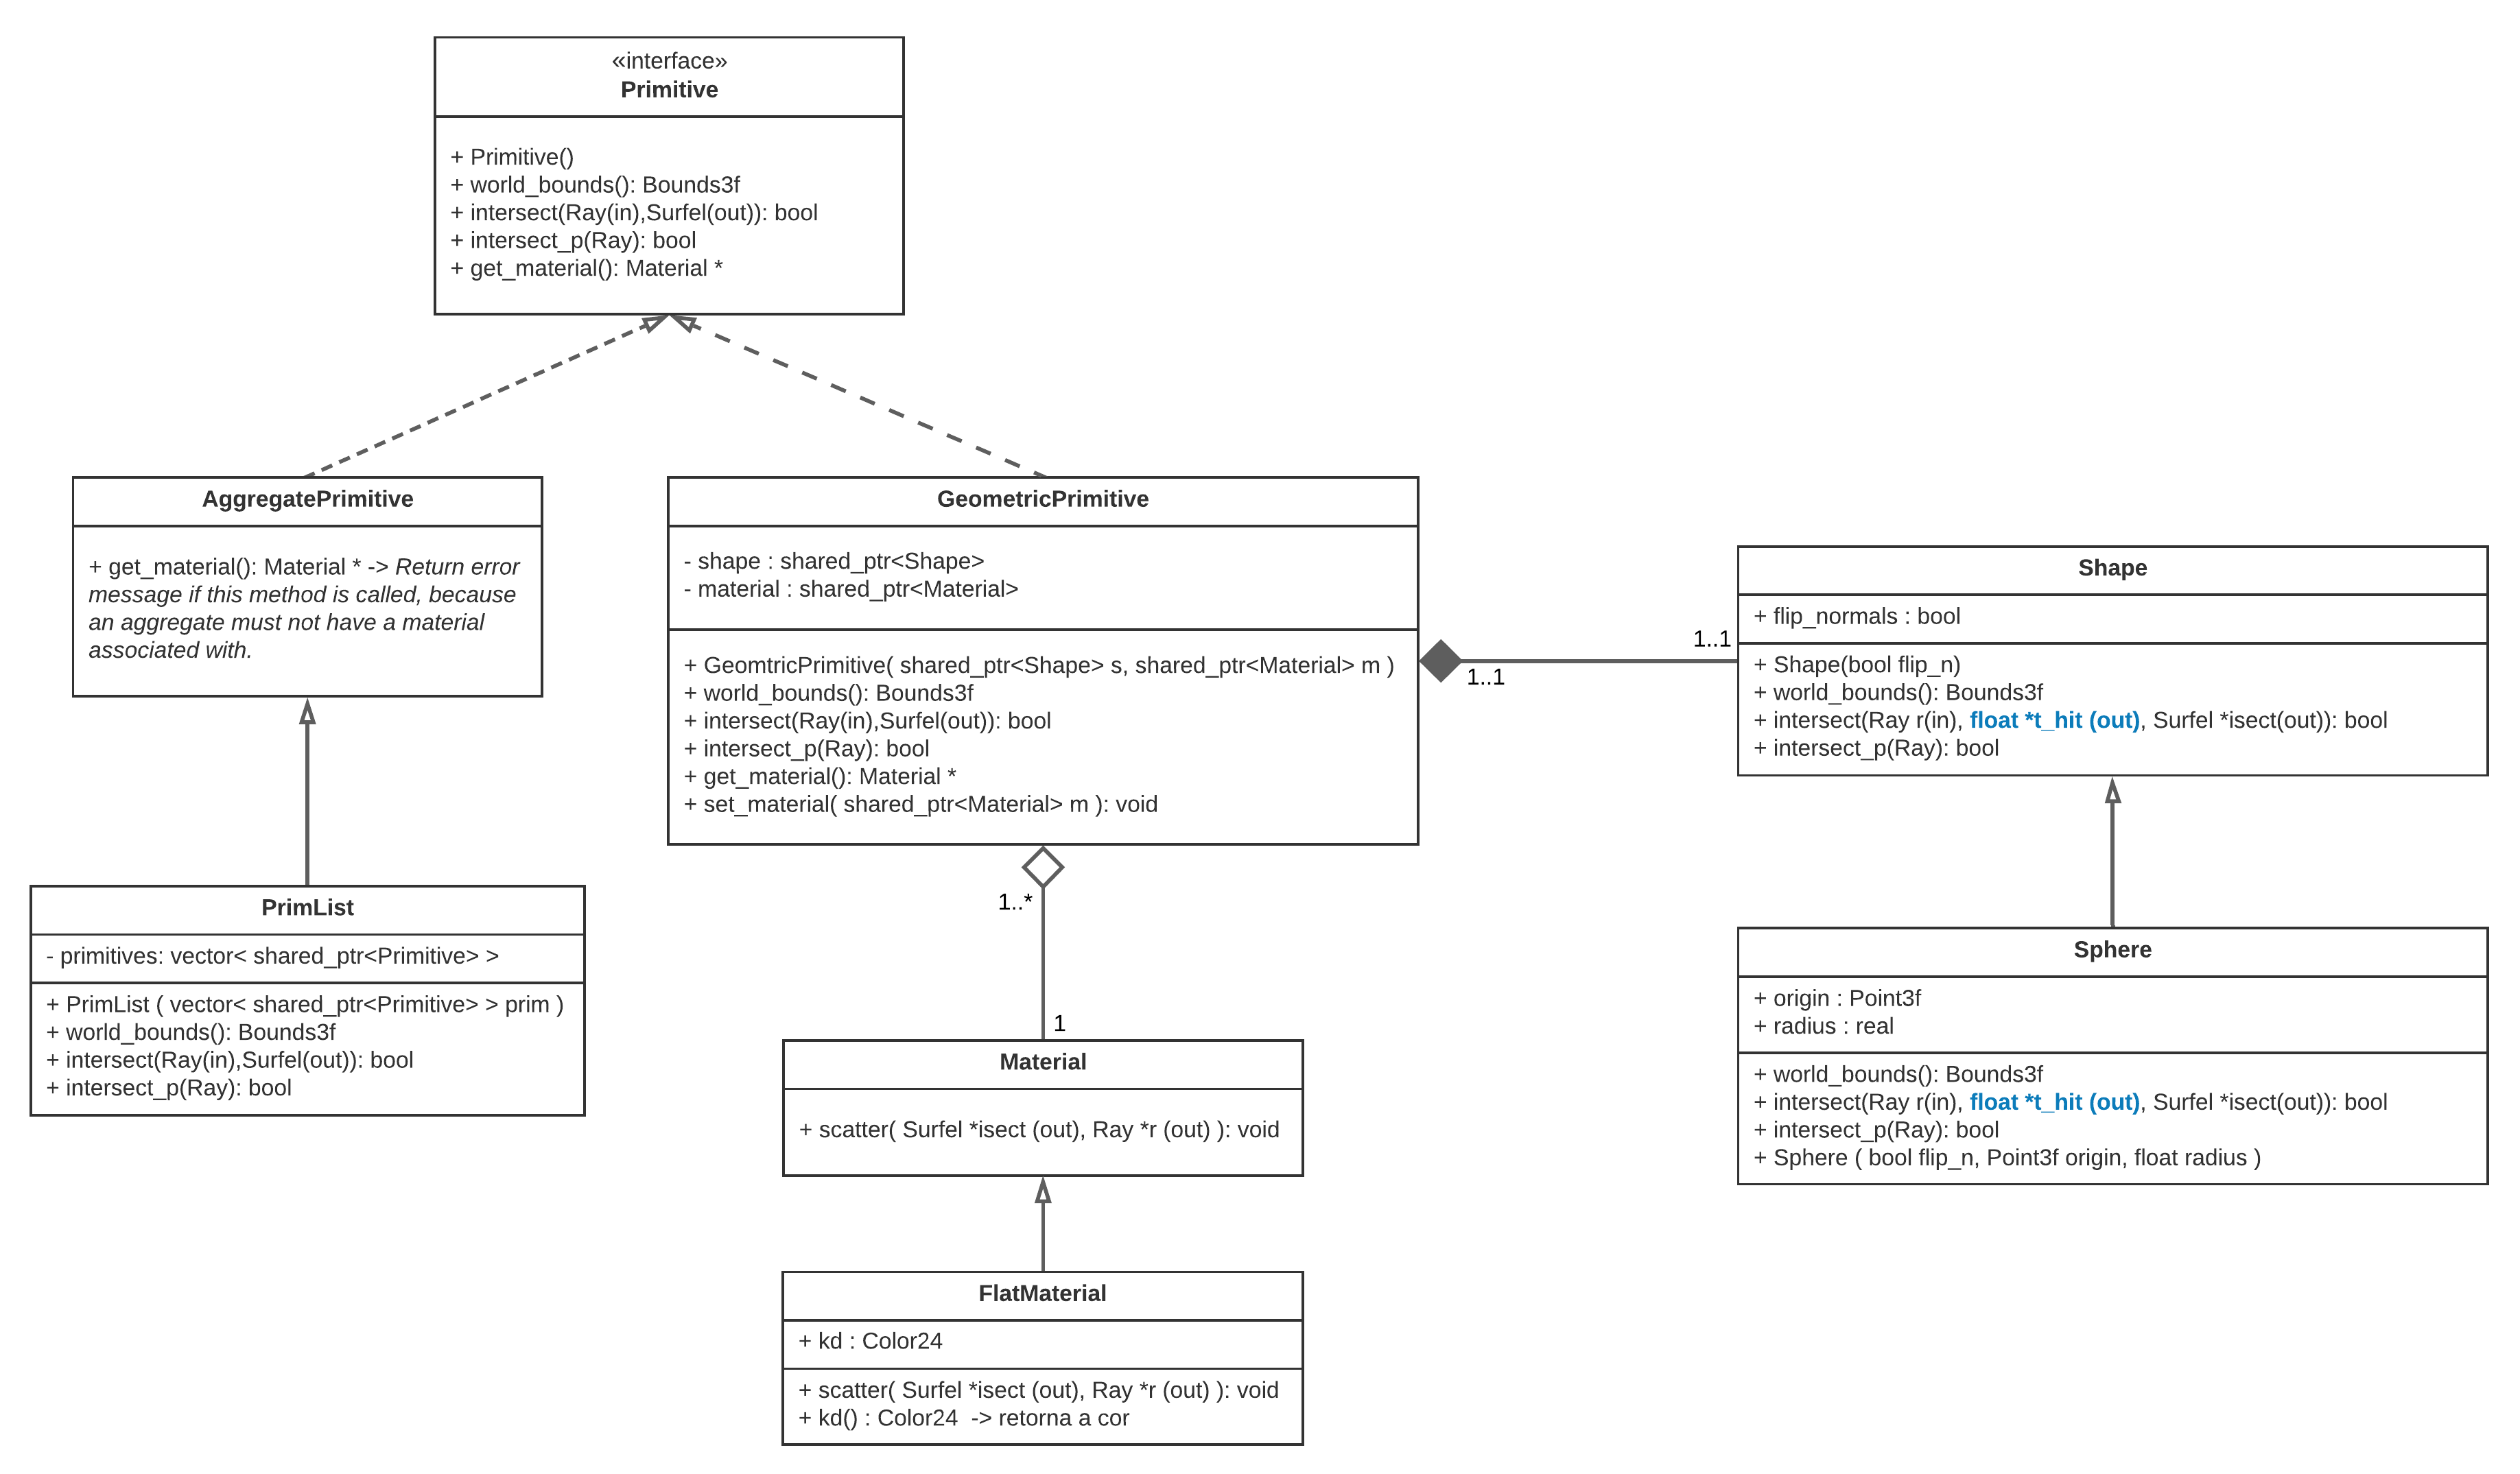 «interface»
Primitive
+ Primitive()
+ world_bounds(): Bounds3f
+ intersect(Ray(in),Surfel(out)): bool
+ intersect_p(Ray): bool
+ get_material(): Material *
AggregatePrimitive
+ get_material(): Material * -> Return error
message if this method is called, because
an aggregate must not have a material
associated with.
GeometricPrimitive
- shape : shared_ptr<Shape>
- material : shared_ptr<Material>
+ GeomtricPrimitive( shared_ptr<Shape> s, shared_ptr<Material> m )
+ world_bounds(): Bounds3f
+ intersect(Ray(in),Surfel(out)): bool
+ intersect_p(Ray): bool
+ get_material(): Material *
+ set_material( shared_ptr<Material> m ): void
1..1
1..1
Shape
+ flip_normals : bool
+ Shape(bool flip_n)
+ world_bounds(): Bounds3f
+ intersect(Ray r(in), float *t_hit (out), Surfel *isect(out)): bool
+ intersect_p(Ray): bool
PrimList
- primitives: vector< shared_ptr<Primitive> >
+ PrimList ( vector< shared_ptr<Primitive> > prim )
+ world_bounds(): Bounds3f
+ intersect(Ray(in),Surfel(out)): bool
+ intersect_p(Ray): bool
1..*
1
Material
+ scatter( Surfel *isect (out), Ray *r (out) ): void
Sphere
+ origin : Point3f
+ radius : real
+ world_bounds(): Bounds3f
+ intersect(Ray r(in), float *t_hit (out), Surfel *isect(out)): bool
+ intersect_p(Ray): bool
+ Sphere ( bool flip_n, Point3f origin, float radius )
FlatMaterial
+ kd : Color24
+ scatter( Surfel *isect (out), Ray *r (out) ): void
+ kd() : Color24  -> retorna a cor